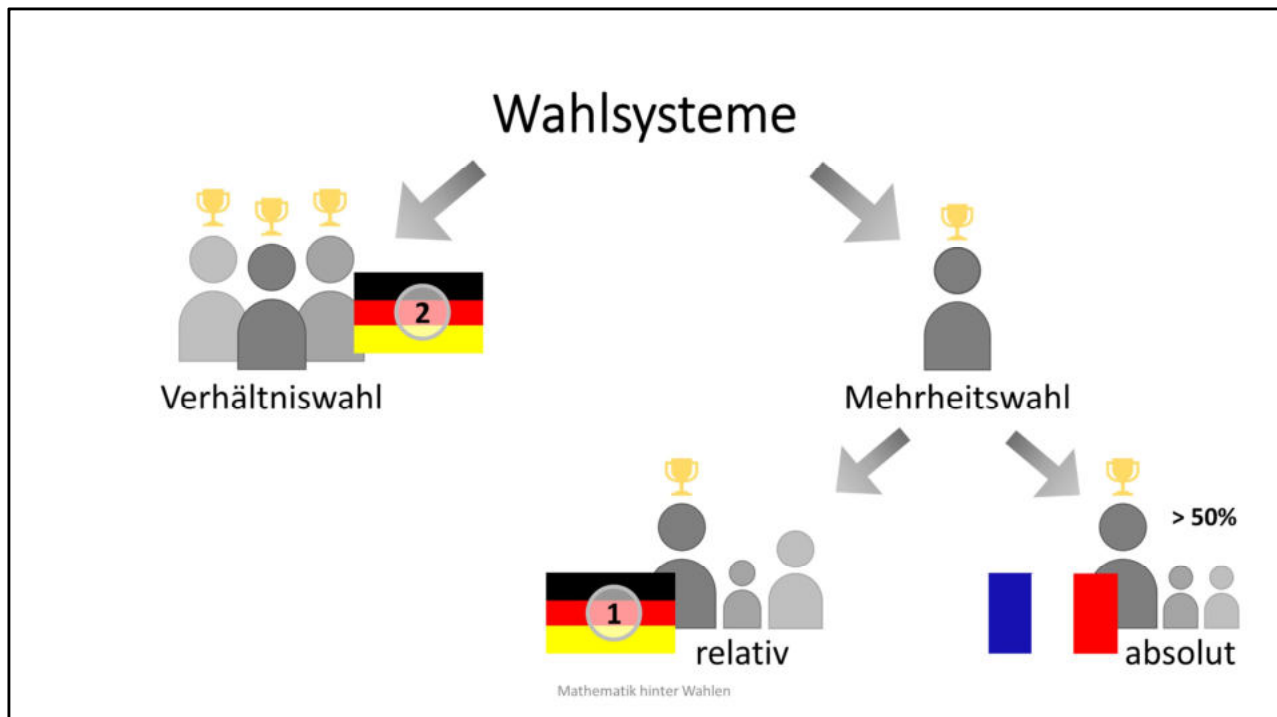 Wahlsysteme
2
Verhältniswahl
Mehrheitswahl
> 50%
1
relativ
absolut
Mathematik hinter Wahlen